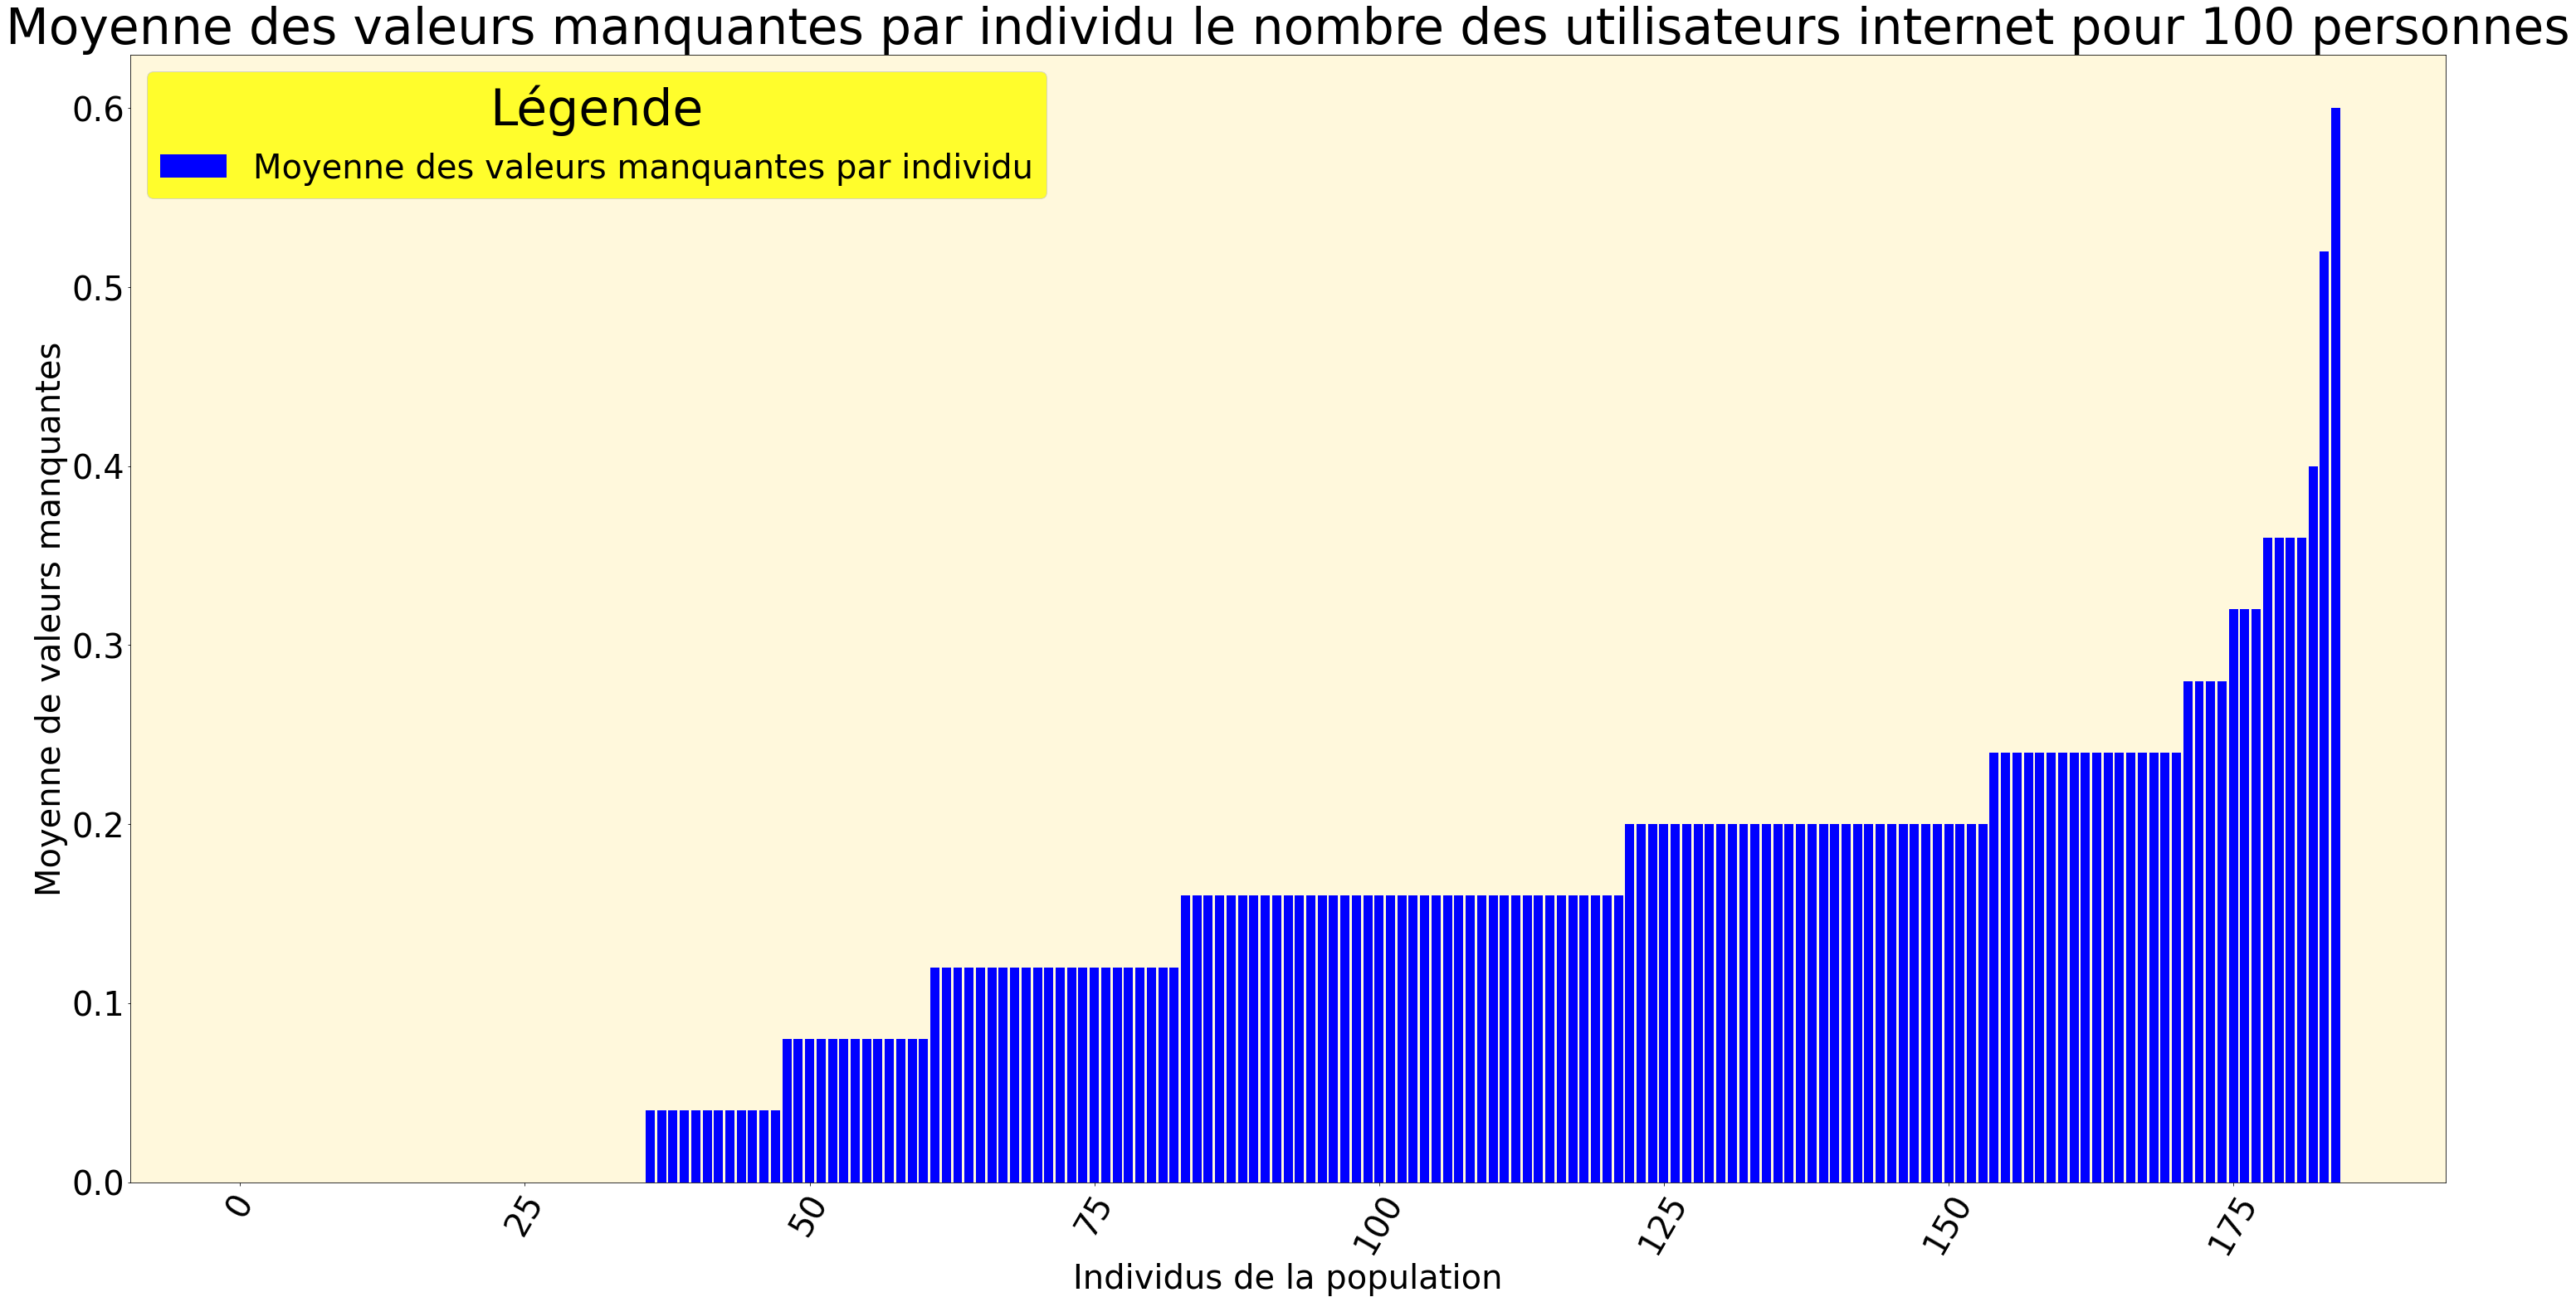 Moyenne des valeurs manquantes par individu le nombre des utilisateurs internet pour 100 personnes
Légende
Moyenne des valeurs manquantes par individu
Moyenne de valeurs manquantes
0.6
0.5
0.4
0.3
0.2
0.1
0.0
0 25 50 75 100 125 150 175
Individus de la population